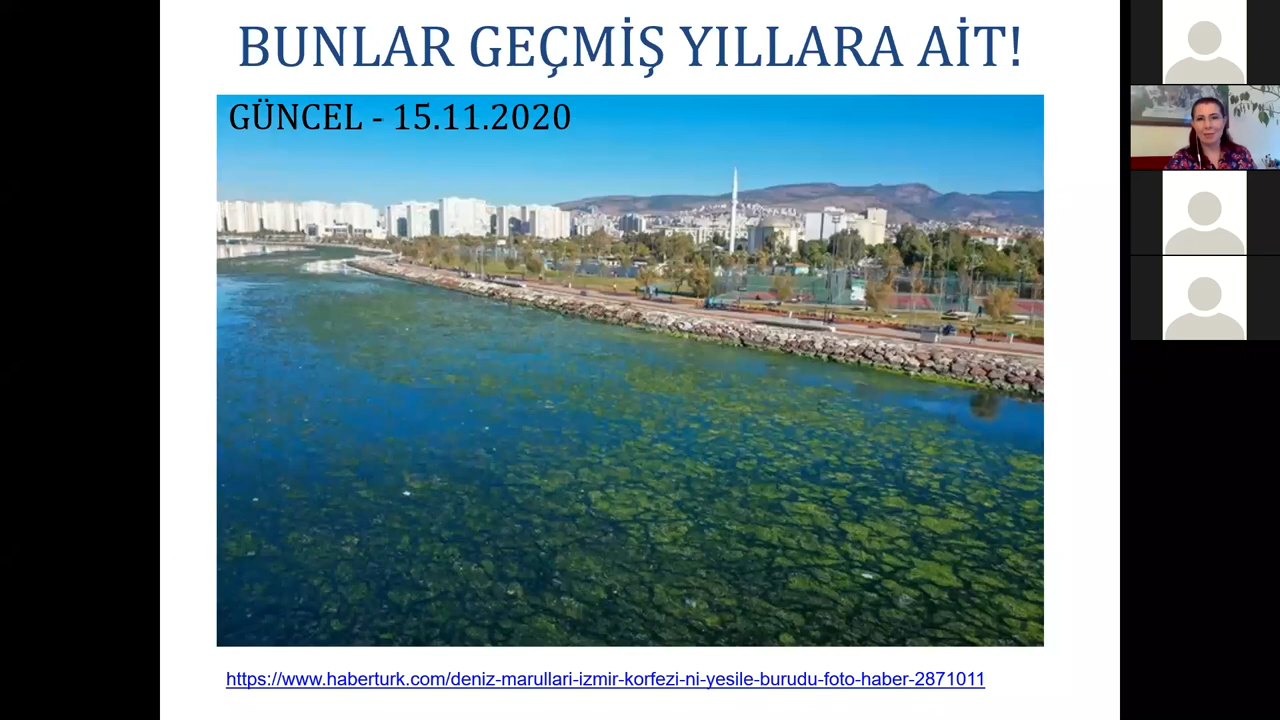 BUNLAR GEÇMİŞ YILLARA AİT!
GÜNCEL - 15.11.2020
https://www.haberturk.com/deniz-marullari-izmir-korfezi-ni-yesile-burudu-foto-haber-2871011